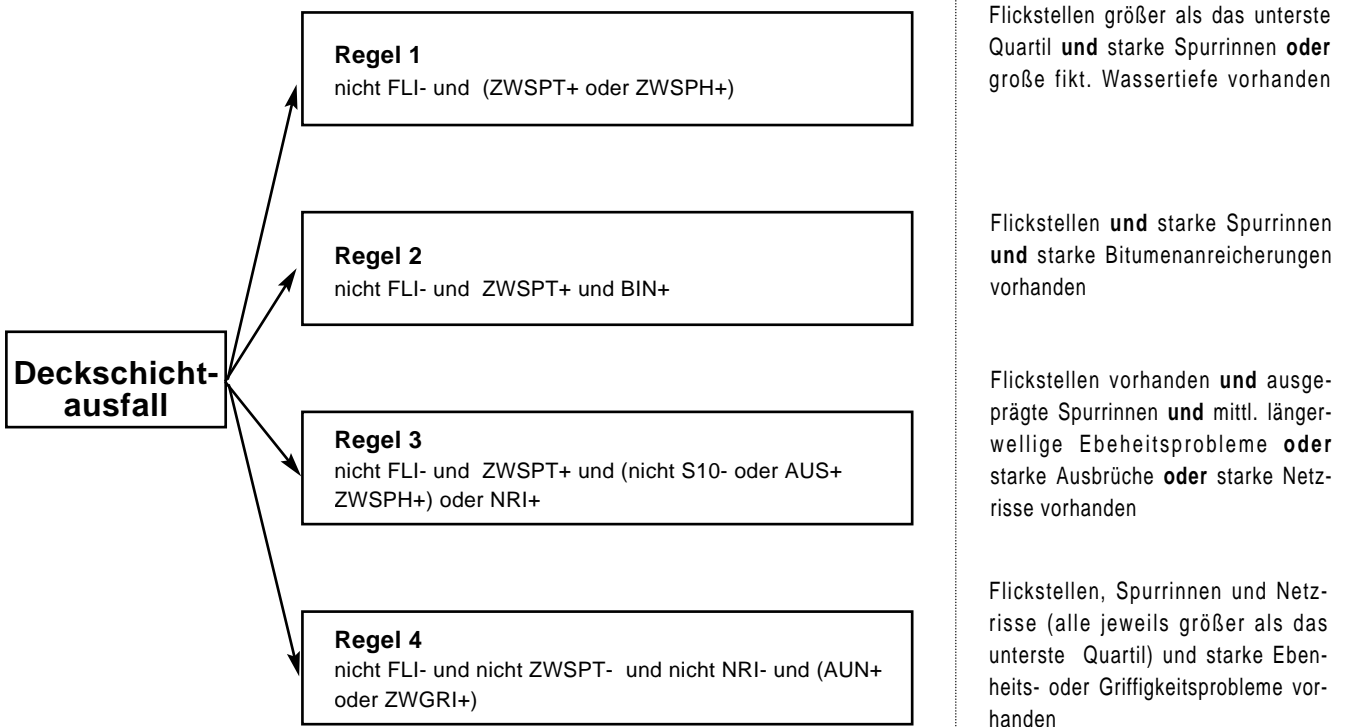 Regel 1
nicht FLI- und (ZWSPT+ oder ZWSPH+)
Flickstellen größer als das unterste
Quartil und starke Spurrinnen oder
große fikt. Wassertiefe vorhanden
Regel 2
nicht FLI- und ZWSPT+ und BIN+
Flickstellen und starke Spurrinnen
und starke Bitumenanreicherungen
vorhanden
Deckschicht-
ausfall
Regel 3
nicht FLI- und ZWSPT+ und (nicht S10- oder AUS+
ZWSPH+) oder NRI+
Flickstellen vorhanden und ausge-
prägte Spurrinnen und mittl. länger-
wellige Ebeheitsprobleme oder
starke Ausbrüche oder starke Netz-
risse vorhanden
Regel 4
nicht FLI- und nicht ZWSPT- und nicht NRI- und (AUN+
oder ZWGRI+)
Flickstellen, Spurrinnen und Netz-
risse (alle jeweils größer als das
unterste Quartil) und starke Eben-
heits- oder Griffigkeitsprobleme vor-
handen